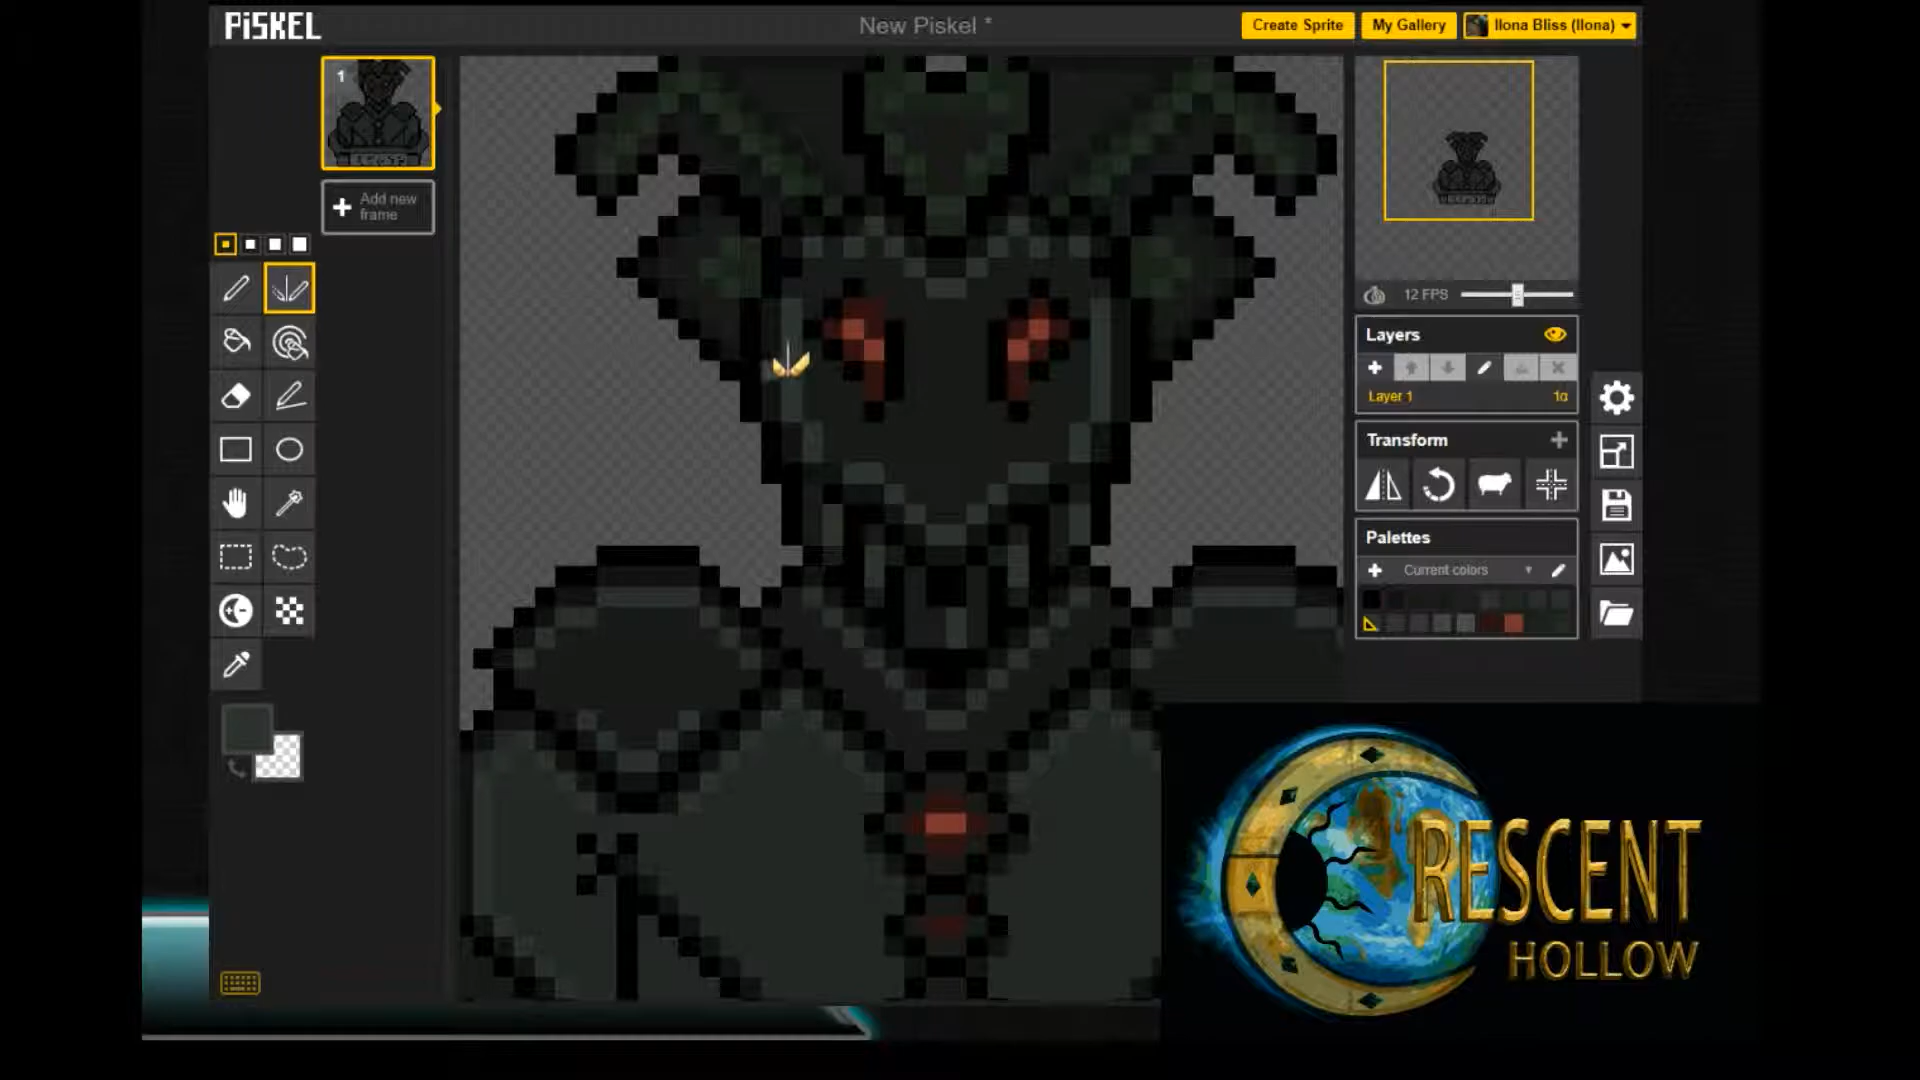 PiSKEL
New Piskel *
Create Sprite
My Gallery
Ilona Bliss (Ilona)
1
Add new
frame
12 FPS
Layers
Layer 1
1α
Transform
Palettes
Current colors
CRESCENT
HOLLOW